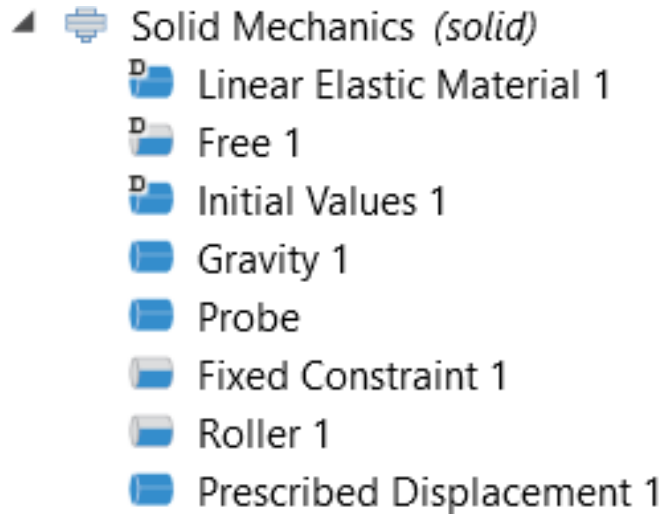 Solid Mechanics (solid)
D Linear Elastic Material 1
D Free 1
D Initial Values 1
Gravity 1
Probe
Fixed Constraint 1
Roller 1
Prescribed Displacement 1